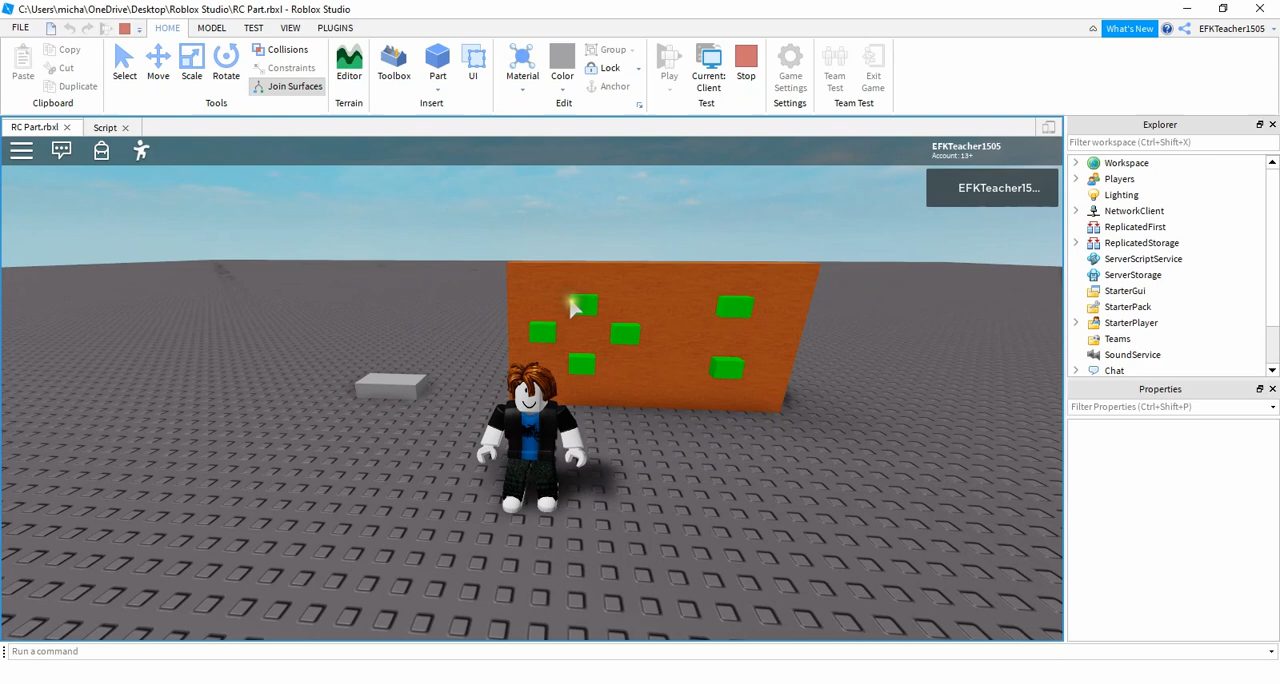 C:\Users\micha\OneDrive\Desktop\Roblox Studio\RC Part.rbxl - Roblox Studio
FILE HOME MODEL TEST VIEW PLUGINS What's New EFKTeacher1505
Paste Copy Cut Duplicate Clipboard
Select Move Scale Rotate Collisions Constraints Join Surfaces Tools
Editor Terrain
Toolbox Part UI Insert
Material Color Group Lock Anchor Edit
Play Current: Client Stop Test
Game Settings Settings
Team Test Exit Game Team Test
RC Part.rbxl Script
EFKTeacher1505
Account: 13+
EFKTeacher15...
Explorer
Filter workspace (Ctrl+Shift+X)
Workspace
Players
Lighting
NetworkClient
ReplicatedFirst
ReplicatedStorage
ServerScriptService
ServerStorage
StarterGui
StarterPack
StarterPlayer
Teams
SoundService
Chat
Properties
Filter Properties (Ctrl+Shift+P)
Run a command